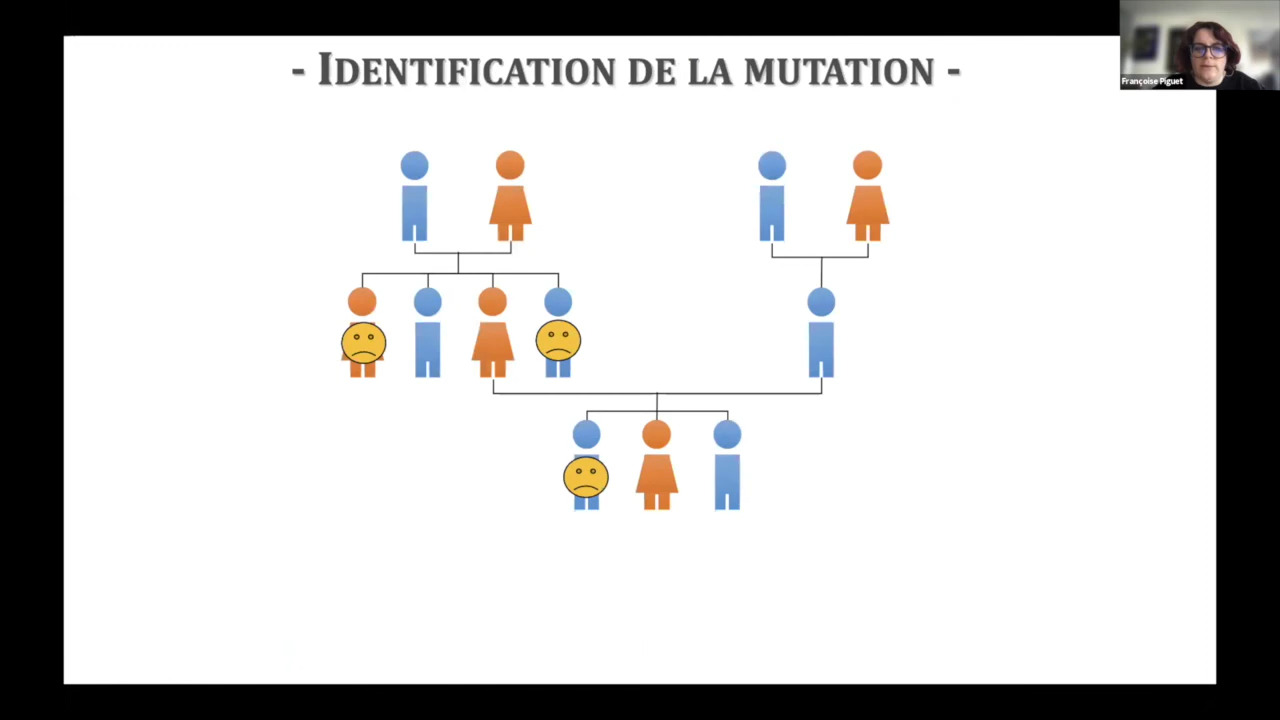 - IDENTIFICATION DE LA MUTATION -
Françoise Piguet